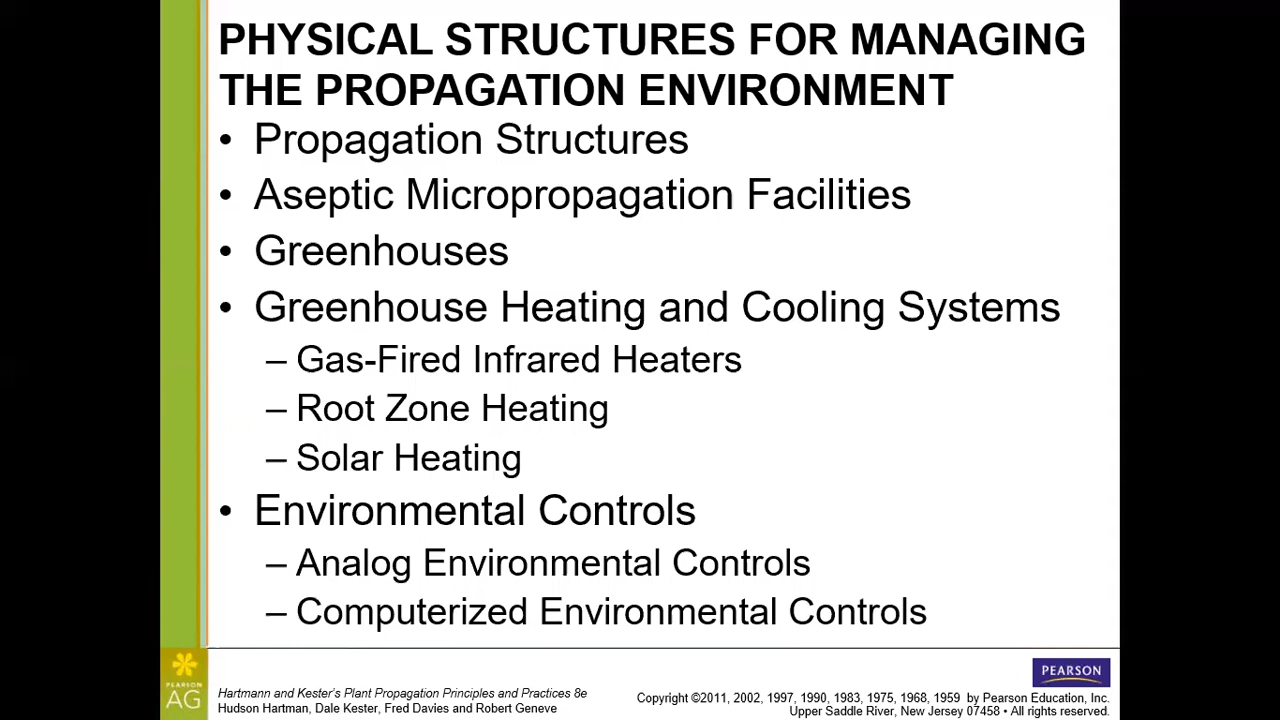 PHYSICAL STRUCTURES FOR MANAGING
THE PROPAGATION ENVIRONMENT
• Propagation Structures
• Aseptic Micropropagation Facilities
• Greenhouses
• Greenhouse Heating and Cooling Systems
– Gas-Fired Infrared Heaters
– Root Zone Heating
– Solar Heating
• Environmental Controls
– Analog Environmental Controls
– Computerized Environmental Controls
PEARSON
AG
Hartmann and Kester's Plant Propagation Principles and Practices 8e
Hudson Hartman, Dale Kester, Fred Davies and Robert Geneve
PEARSON
Copyright ©2011, 2002, 1997, 1990, 1983, 1975, 1968, 1959 by Pearson Education, Inc.
Upper Saddle River, New Jersey 07458 • All rights reserved.